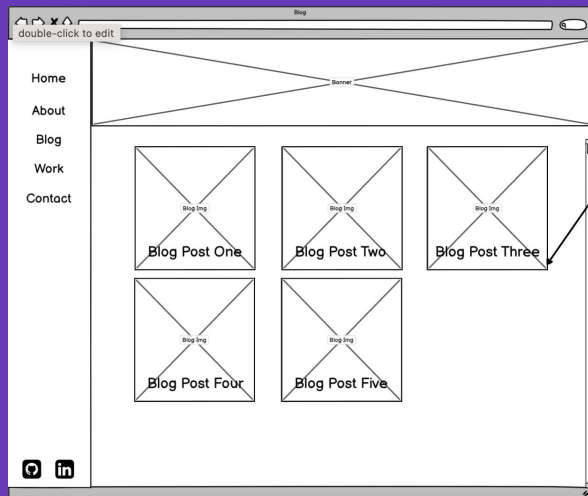 Blog
double-click to edit
Home
About
Blog
Work
Contact
Banner
Blog Img
Blog Post One
Blog Img
Blog Post Two
Blog Img
Blog Post Three
Blog Img
Blog Post Four
Blog Img
Blog Post Five
in